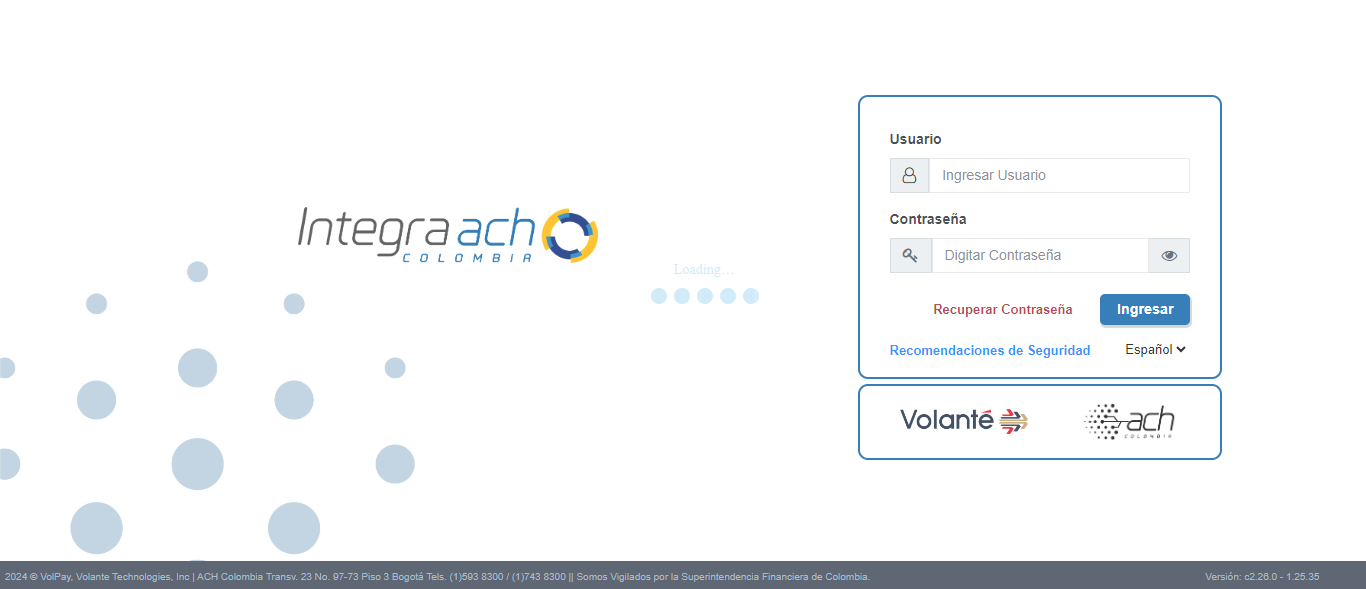 Usuario
Ingresar Usuario
Contraseña
Digitar Contraseña
Integra ach
COLOMBIA
Loading...
Recuperar Contraseña
Ingresar
Recomendaciones de Seguridad
Español
Volanté
ach
COLOMBIA
2024 © VolPay, Volante Technologies, Inc | ACH Colombia Transv. 23 No. 97-73 Piso 3 Bogotá Tels. (1)593 8300 / (1)743 8300 || Somos Vigilados por la Superintendencia Financiera de Colombia.
Versión: c2.26.0 - 1.25.35